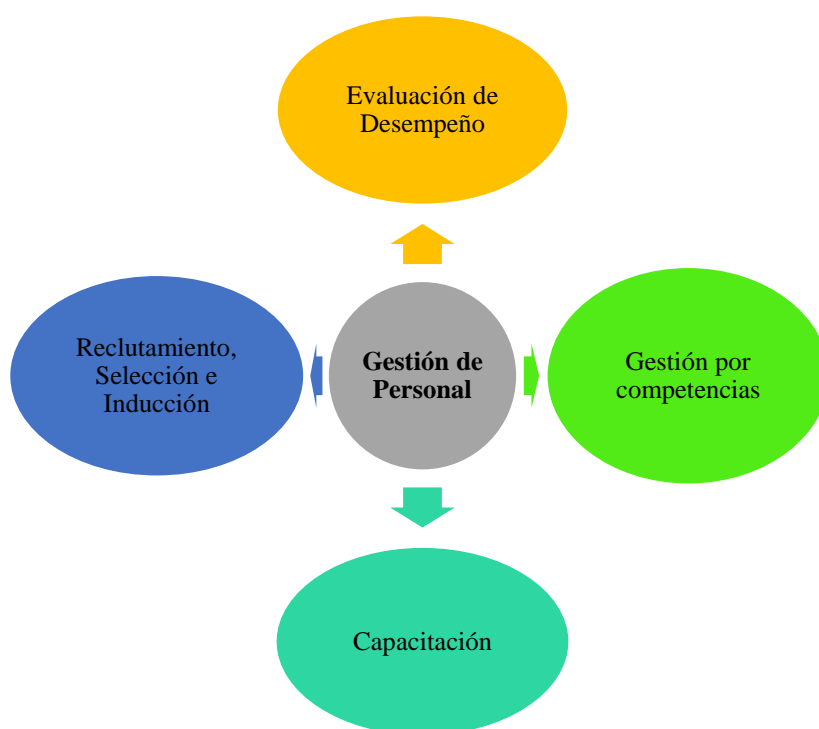 Evaluación de
Desempeño
Reclutamiento,
Selección e
Inducción
Gestión de
Personal
Gestión por
competencias
Capacitación